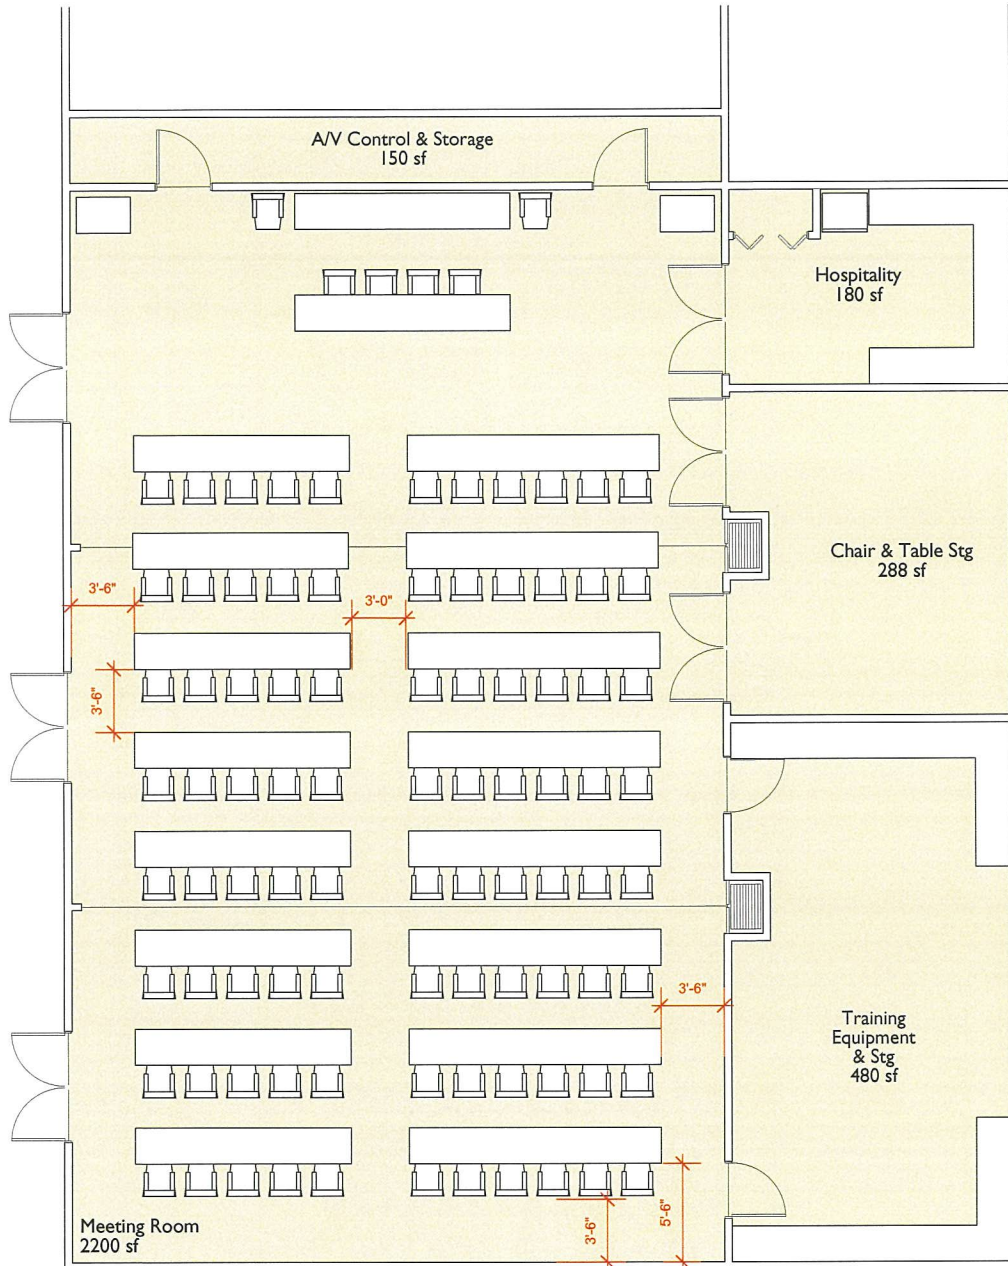 A/V Control & Storage
150 sf
Hospitality
180 sf
Chair & Table Stg
288 sf
3'-6"
3'-0"
3'-6"
3'-6"
Training
Equipment
& Stg
480 sf
3'-6"
5'-6"
Meeting Room
2200 sf